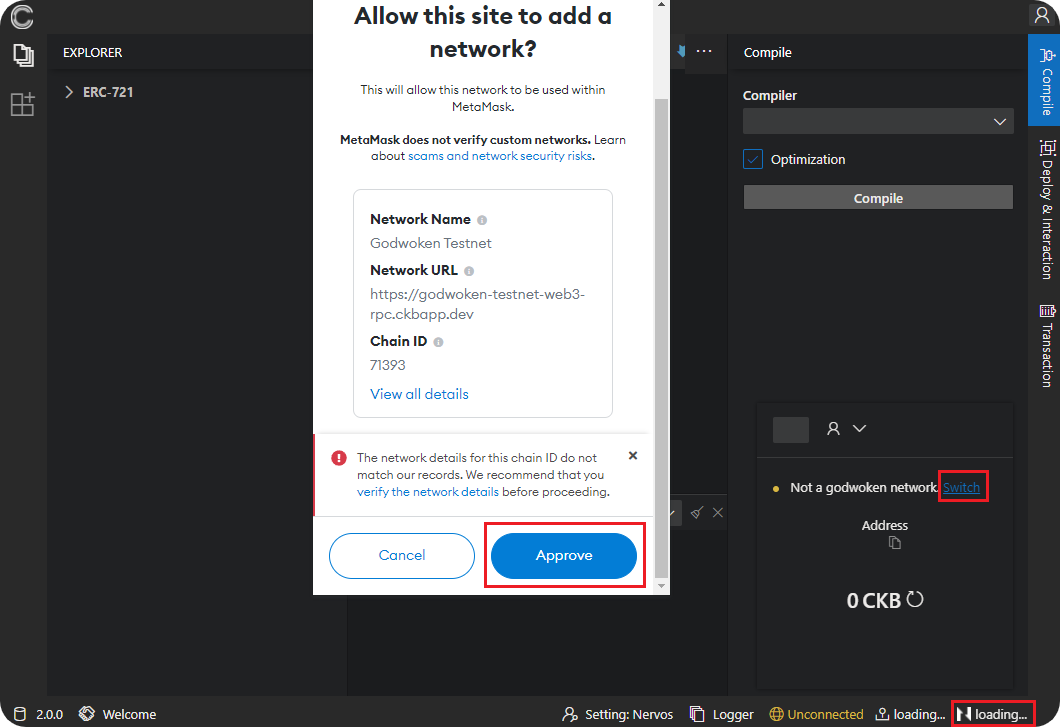 EXPLORER
ERC-721
Allow this site to add a
network?
This will allow this network to be used within
MetaMask.
MetaMask does not verify custom networks. Learn
about scams and network security risks.
Network Name
Godwoken Testnet
Network URL
https://godwoken-testnet-web3-
rpc.ckbapp.dev
Chain ID
71393
View all details
The network details for this chain ID do not
match our records. We recommend that you
verify the network details before proceeding.
Cancel
Approve
...
Compile
Compiler
Optimization
Compile
Not a godwoken network. Switch
Address
0 CKB
Compile
Deploy & Interaction
Transaction
2.0.0
Welcome
Setting: Nervos
Logger
Unconnected
loading...
loading...